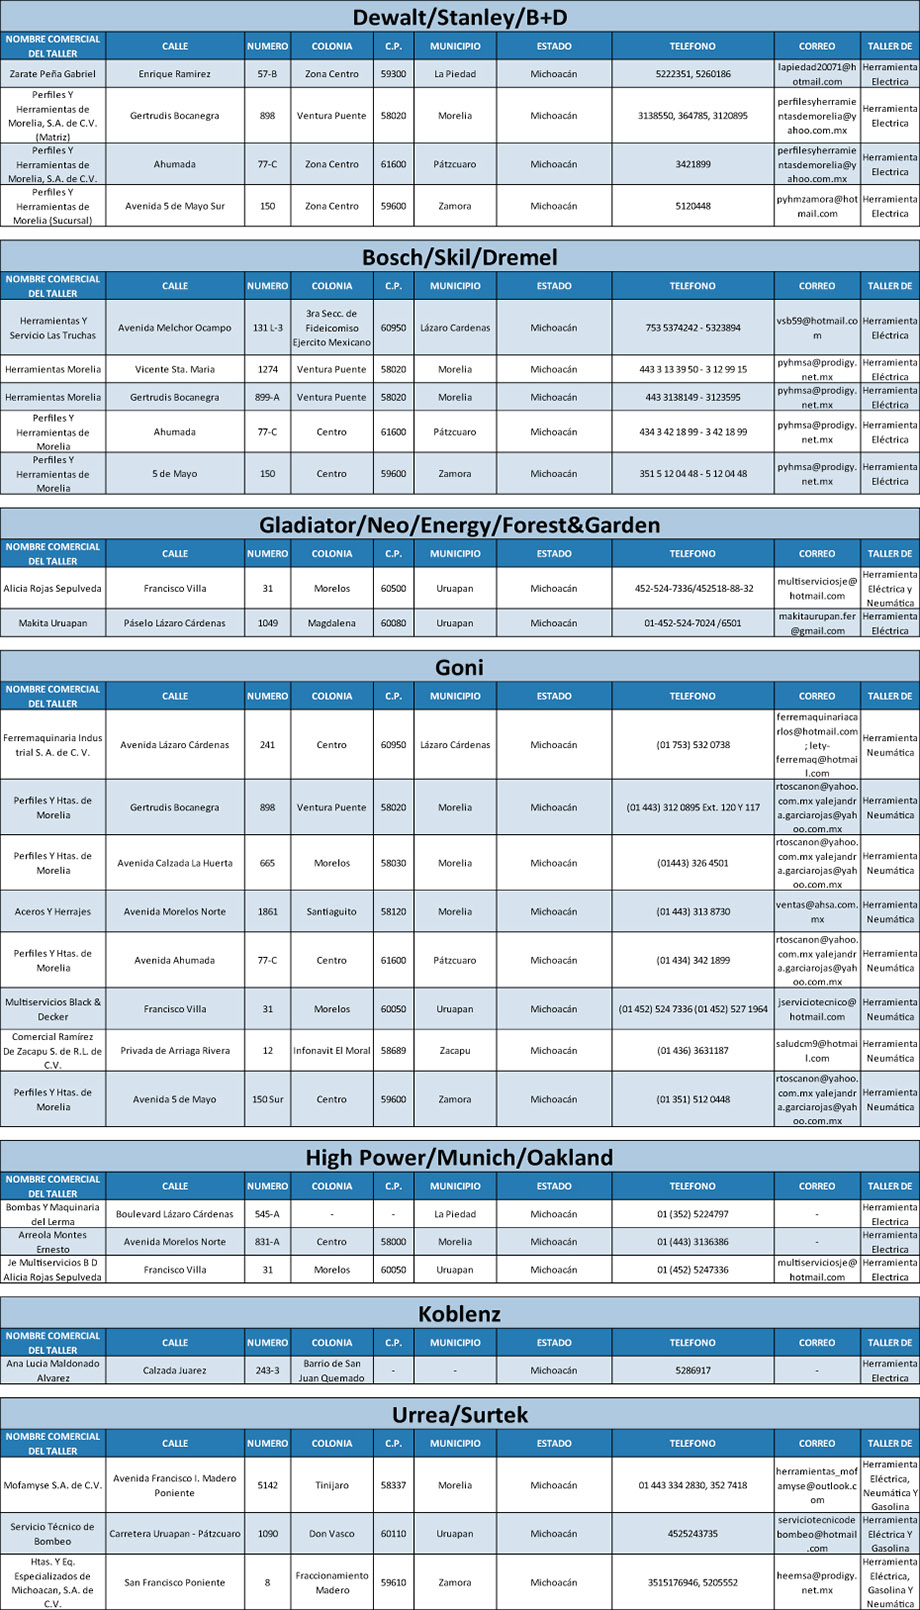 Dewalt/Stanley/B+D
NOMBRE COMERCIAL DEL TALLER CALLE NUMERO COLONIA C.P. MUNICIPIO ESTADO TELEFONO CORREO TALLER DE
Zarate Peña Gabriel Enrique Ramirez 57-B Zona Centro 59300 La Piedad Michoacán 5222351, 5260186 lapiedad20071@hotmail.com Herramienta Electrica
Perfiles Y Herramientas de Morelia, S.A. de C.V. (Matriz) Gertrudis Bocanegra 898 Ventura Puente 58020 Morelia Michoacán 3138550, 364785, 3120895 perfilesyherramientasdemorelia@yahoo.com.mx Herramienta Electrica
Perfiles Y Herramientas de Morelia, S.A. de C.V. Ahumada 77-C Zona Centro 61600 Pátzcuaro Michoacán 3421899 perfilesyherramientasdemorelia@yahoo.com.mx Herramienta Electrica
Perfiles Y Herramientas de Morelia (Sucursal) Avenida 5 de Mayo Sur 150 Zona Centro 59600 Zamora Michoacán 5120448 pyhmzamora@hotmail.com Herramienta Electrica
Bosch/Skil/Dremel
NOMBRE COMERCIAL DEL TALLER CALLE NUMERO COLONIA C.P. MUNICIPIO ESTADO TELEFONO CORREO TALLER DE
Herramientas Y Servicio Las Truchas Avenida Melchor Ocampo 131 L-3 3ra Secc. de Fideicomiso Ejercito Mexicano 60950 Lázaro Cardenas Michoacán 753 5374242 - 5323894 vsb59@hotmail.com Herramienta Eléctrica
Herramientas Morelia Vicente Sta. Maria 1274 Ventura Puente 58020 Morelia Michoacán 443 3 13 39 50 - 3 12 99 15 pyhmsa@prodigy.net.mx Herramienta Eléctrica
Herramientas Morelia Gertrudis Bocanegra 899-A Ventura Puente 58020 Morelia Michoacán 443 3138149 - 3123595 pyhmsa@prodigy.net.mx Herramienta Eléctrica
Perfiles Y Herramientas de Morelia Ahumada 77-C Centro 61600 Pátzcuaro Michoacán 434 3 42 18 99 - 3 42 18 99 pyhmsa@prodigy.net.mx Herramienta Eléctrica
Perfiles Y Herramientas de Morelia 5 de Mayo 150 Centro 59600 Zamora Michoacán 351 5 12 04 48 - 5 12 04 48 pyhmsa@prodigy.net.mx Herramienta Eléctrica
Gladiator/Neo/Energy/Forest&Garden
NOMBRE COMERCIAL DEL TALLER CALLE NUMERO COLONIA C.P. MUNICIPIO ESTADO TELEFONO CORREO TALLER DE
Alicia Rojas Sepulveda Francisco Villa 31 Morelos 60500 Uruapan Michoacán 452-524-7336/452518-88-32 multiserviciosje@hotmail.com Herramienta Eléctrica y Neumática
Makita Uruapan Páselo Lázaro Cárdenas 1049 Magdalena 60080 Uruapan Michoacán 01-452-524-7024 /6501 makitaurupan.fer@gmail.com Herramienta Eléctrica
Goni
NOMBRE COMERCIAL DEL TALLER CALLE NUMERO COLONIA C.P. MUNICIPIO ESTADO TELEFONO CORREO TALLER DE
Ferremaquinaria Industrial S. A. de C. V. Avenida Lázaro Cárdenas 241 Centro 60950 Lázaro Cárdenas Michoacán (01 753) 532 0738 ferremaquinariacarlos@hotmail.com ; lety-ferremaq@hotmail.com Herramienta Neumática
Perfiles Y Htas. de Morelia Gertrudis Bocanegra 898 Ventura Puente 58020 Morelia Michoacán (01 443) 312 0895 Ext. 120 Y 117 rtoscanon@yahoo.com.mx yalejandra.garciarojas@yahoo.com.mx Herramienta Neumática
Perfiles Y Htas. de Morelia Avenida Calzada La Huerta 665 Morelos 58030 Morelia Michoacán (01443) 326 4501 rtoscanon@yahoo.com.mx yalejandra.garciarojas@yahoo.com.mx Herramienta Neumática
Aceros Y Herrajes Avenida Morelos Norte 1861 Santiaguito 58120 Morelia Michoacán (01 443) 313 8730 ventas@ahsa.com.mx Herramienta Neumática
Perfiles Y Htas. de Morelia Avenida Ahumada 77-C Centro 61600 Pátzcuaro Michoacán (01 434) 342 1899 rtoscanon@yahoo.com.mx yalejandra.garciarojas@yahoo.com.mx Herramienta Neumática
Multiservicios Black & Decker Francisco Villa 31 Morelos 60050 Uruapan Michoacán (01 452) 524 7336 (01 452) 527 1964 jserviciotecnico@hotmail.com Herramienta Neumática
Comercial Ramírez De Zacapu S. de R.L. de C.V. Privada de Arriaga Rivera 12 Infonavit El Moral 58689 Zacapu Michoacán (01 436) 3631187 saludcm9@hotmail.com Herramienta Neumática
Perfiles Y Htas. de Morelia Avenida 5 de Mayo 150 Sur Centro 59600 Zamora Michoacán (01 351) 512 0448 rtoscanon@yahoo.com.mx yalejandra.garciarojas@yahoo.com.mx Herramienta Neumática
High Power/Munich/Oakland
NOMBRE COMERCIAL DEL TALLER CALLE NUMERO COLONIA C.P. MUNICIPIO ESTADO TELEFONO CORREO TALLER DE
Bombas Y Maquinaria del Lerma Boulevard Lázaro Cárdenas 545-A - - La Piedad Michoacán 01 (352) 5224797 - Herramienta Electrica
Arreola Montes Ernesto Avenida Morelos Norte 831-A Centro 58000 Morelia Michoacán 01 (443) 3136386 - Herramienta Electrica
Je Multiservicios B D Alicia Rojas Sepulveda Francisco Villa 31 Morelos 60050 Uruapan Michoacán 01 (452) 5247336 multiserviciosje@hotmail.com Herramienta Electrica
Koblenz
NOMBRE COMERCIAL DEL TALLER CALLE NUMERO COLONIA C.P. MUNICIPIO ESTADO TELEFONO CORREO TALLER DE
Ana Lucia Maldonado Alvarez Calzada Juarez 243-3 Barrio de San Juan Quemado - - Michoacán 5286917 - Herramienta Electrica
Urrea/Surtek
NOMBRE COMERCIAL DEL TALLER CALLE NUMERO COLONIA C.P. MUNICIPIO ESTADO TELEFONO CORREO TALLER DE
Mofamyse S.A. de C.V. Avenida Francisco I. Madero Poniente 5142 Tinijaro 58337 Morelia Michoacán 01 443 334 2830, 352 7418 herramientas_mofamyse@outlook.com Herramienta Eléctrica, Neumática Y Gasolina
Servicio Técnico de Bombeo Carretera Uruapan - Pátzcuaro 1090 Don Vasco 60110 Uruapan Michoacán 4525243735 serviciotecnicodebombeo@hotmail.com Herramienta Eléctrica Y Gasolina
Htas. Y Eq. Especializados de Michoacan, S.A. de C.V. San Francisco Poniente 8 Fraccionamiento Madero 59610 Zamora Michoacán 3515176946, 5205552 heemsa@prodigy.net.mx Herramienta Eléctrica, Gasolina Y Neumática